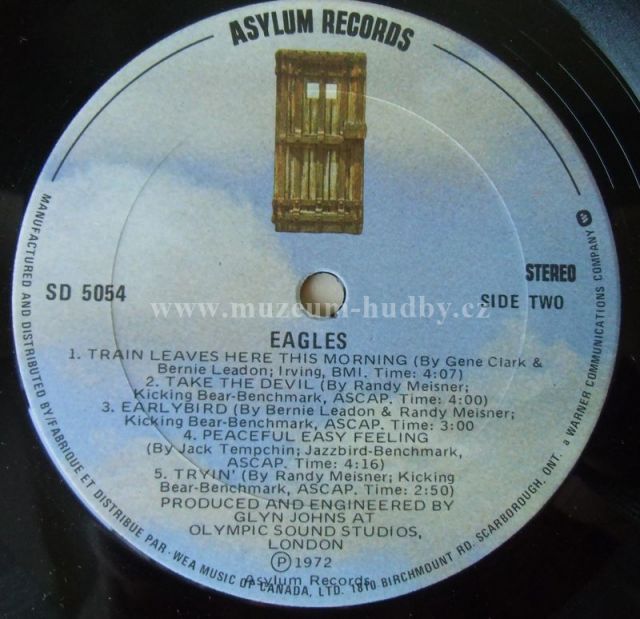 ASYLUM RECORDS
SD 5054
STEREO
SIDE TWO
www.muzeum-hudby.cz
EAGLES
1. TRAIN LEAVES HERE THIS MORNING (By Gene Clark &
Bernie Leadon; Irving, BMI. Time: 4:07)
2. TAKE THE DEVIL (By Randy Meisner;
Kicking Bear-Benchmark, ASCAP. Time: 4:00)
3. EARLYBIRD (By Bernie Leadon & Randy Meisner;
Kicking Bear-Benchmark, ASCAP. Time: 3:00
4. PEACEFUL EASY FEELING
(By Jack Tempchin; Jazzbird-Benchmark,
ASCAP. Time: 4:16)
5. TRYIN' (By Randy Meisner; Kicking
Bear-Benchmark, ASCAP. Time: 2:50)
PRODUCED AND ENGINEERED BY
GLYN JOHNS AT
OLYMPIC SOUND STUDIOS,
LONDON
Ⓟ 1972
Asylum Records
MANUFACTURED AND DISTRIBUTED BY/FABRIQUE ET DISTRIBUE PAR · WEA MUSIC OF CANADA, LTD. 1810 BIRCHMOUNT RD. SCARBOROUGH, ONT. a WARNER COMMUNICATIONS COMPANY